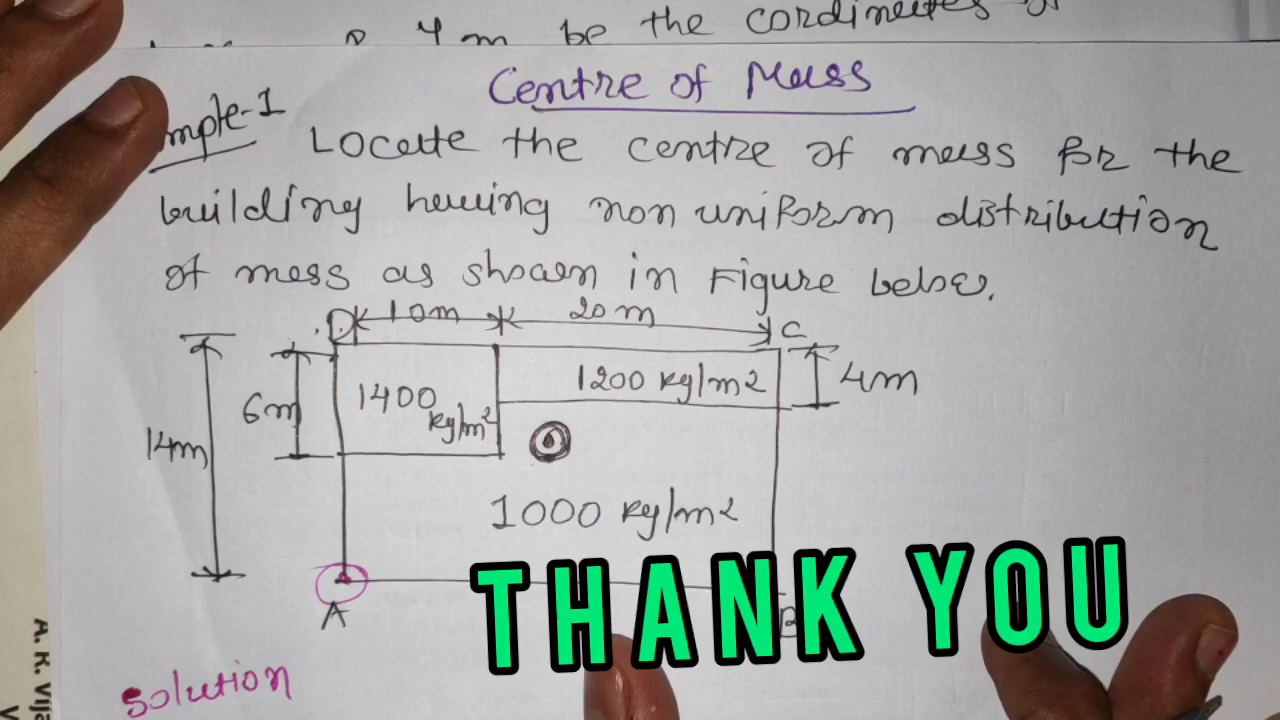 4m be the cordinates of
Centre of Mass
mple-1
Locate the centre of mass for the
building having non uniform distribution
of mass as shown in Figure below.
D 10m 20m C
1400 kg/m2
1200 kg/m2
4m
6m
14m
1000 kg/m2
A
B
THANK YOU
Solution
A. K. Vija
V